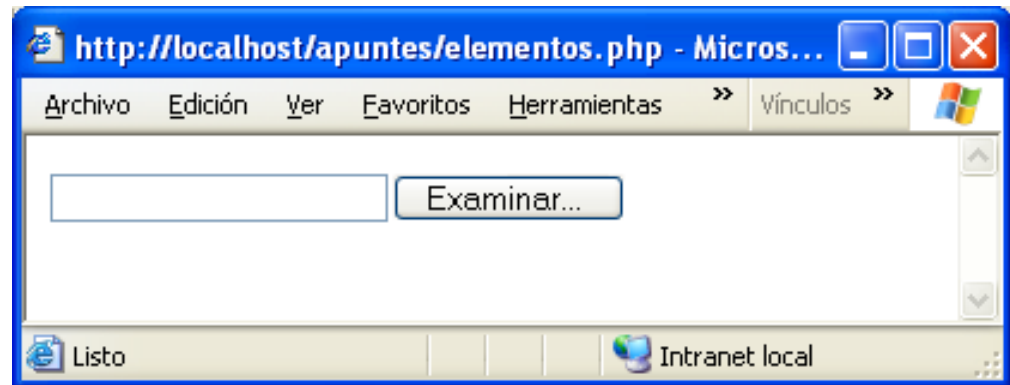 http://localhost/apuntes/elementos.php - Micros...
Archivo Edición Ver Favoritos Herramientas » Vínculos »
Examinar...
Listo Intranet local